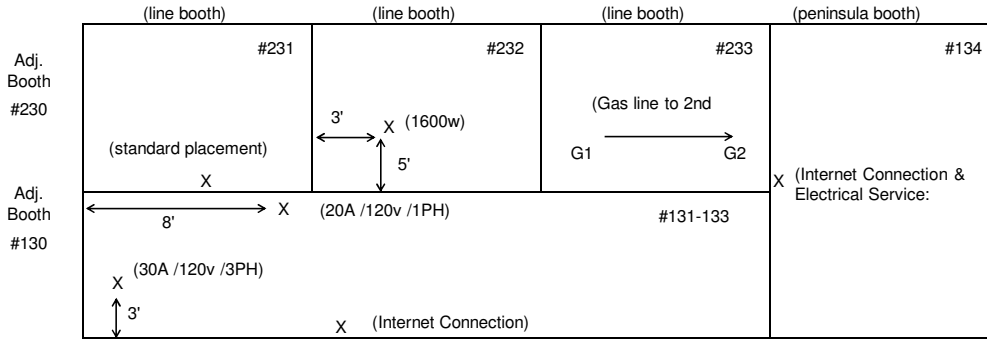 (line booth) (line booth) (line booth) (peninsula booth)
#231 #232 #233 #134
Adj.
Booth
#230
(Gas line to 2nd
3' X (1600w)
(standard placement) 5' G1 G2
X
X (Internet Connection &
Electrical Service:
Adj.
Booth
#130
8' X (20A /120v /1PH) #131-133
X (30A /120v /3PH)
3'
X (Internet Connection)